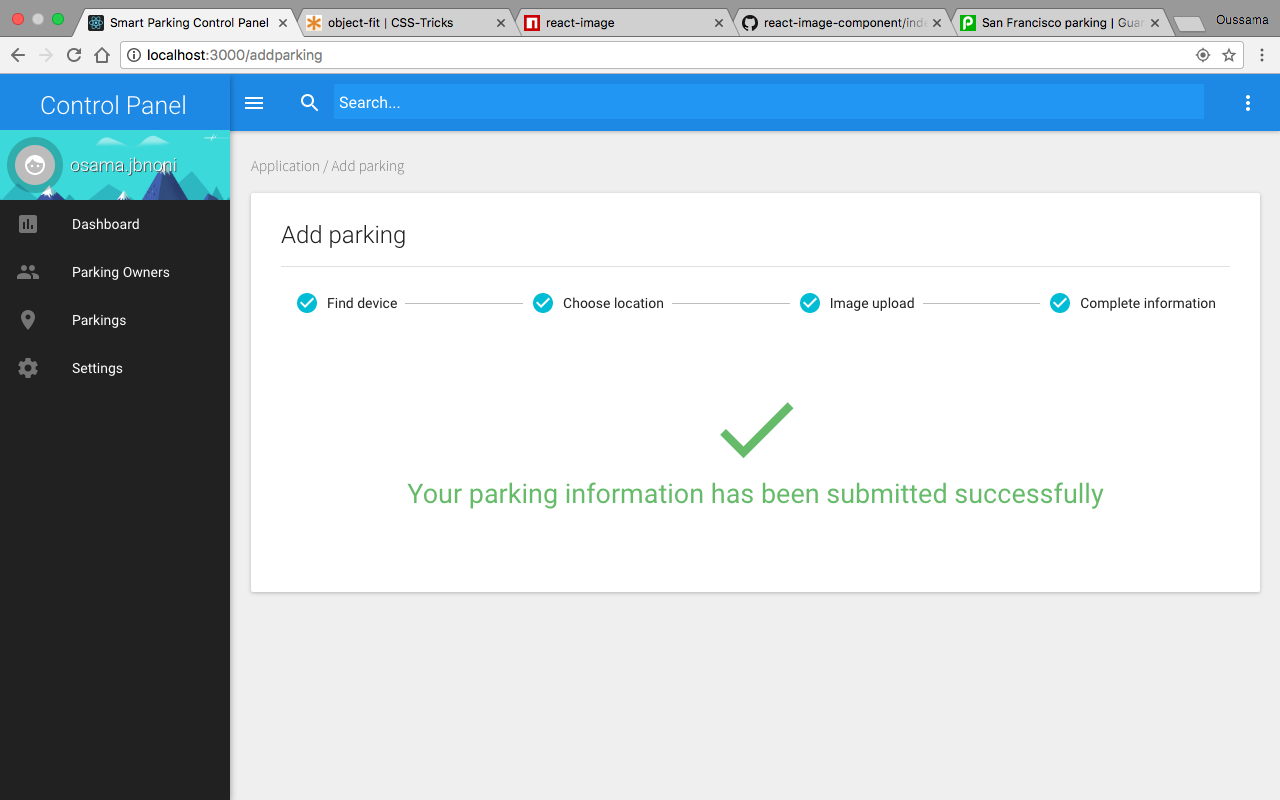 Smart Parking Control Panel
object-fit | CSS-Tricks
react-image
react-image-component/inde
San Francisco parking | Guar
Oussama
localhost:3000/addparking
Control Panel
Search...
osama.jbnoni
Application / Add parking
Dashboard
Parking Owners
Parkings
Settings
Add parking
Find device
Choose location
Image upload
Complete information
Your parking information has been submitted successfully